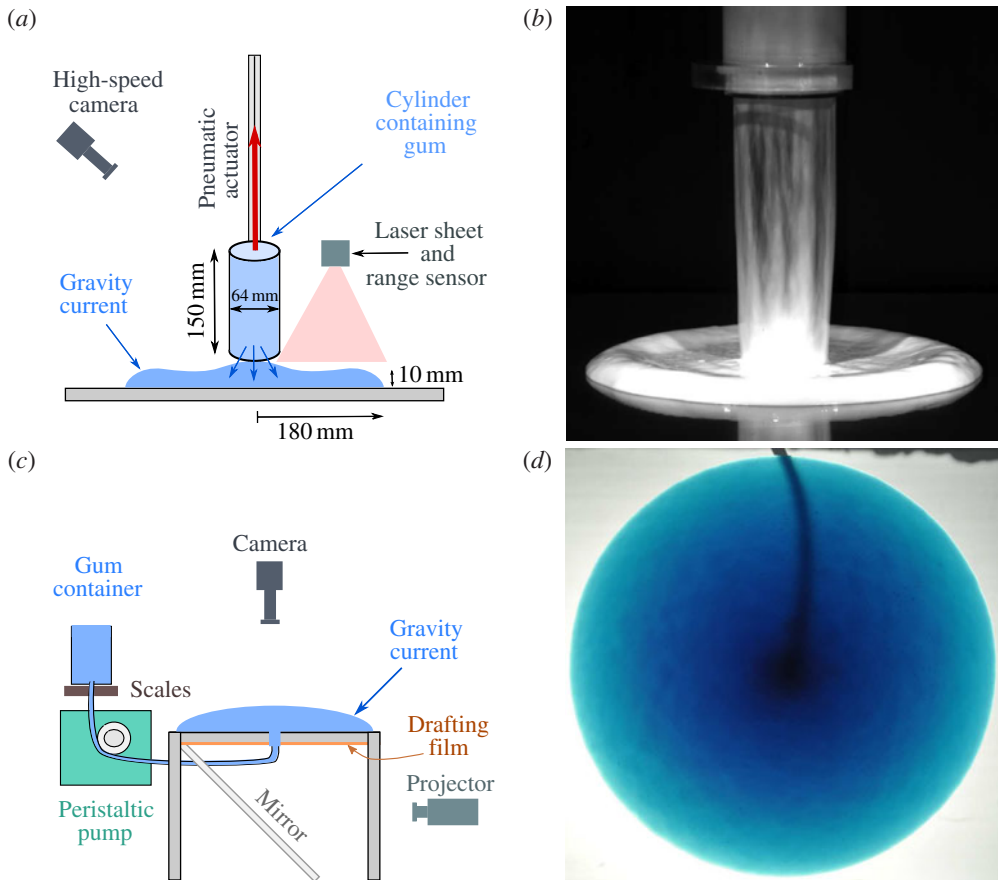 (a)
High-speed
camera
Pneumatic
actuator
Cylinder
containing
gum
Laser sheet
and
range sensor
Gravity
current
150 mm
64 mm
10 mm
180 mm
(b)
(c)
Camera
Gum
container
Gravity
current
Scales
Drafting
film
Projector
Mirror
Peristaltic
pump
(d)